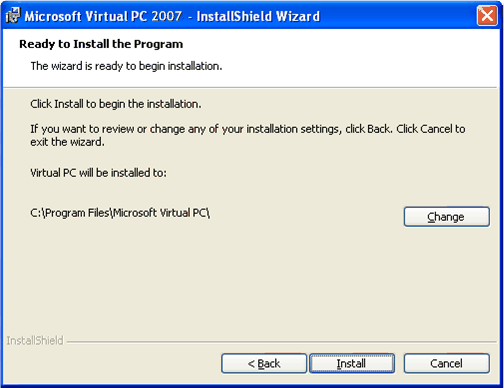 Microsoft Virtual PC 2007 - InstallShield Wizard
Ready to Install the Program
The wizard is ready to begin installation.
Click Install to begin the installation.
If you want to review or change any of your installation settings, click Back. Click Cancel to
exit the wizard.
Virtual PC will be installed to:
C:\Program Files\Microsoft Virtual PC\
Change
InstallShield
< Back
Install
Cancel